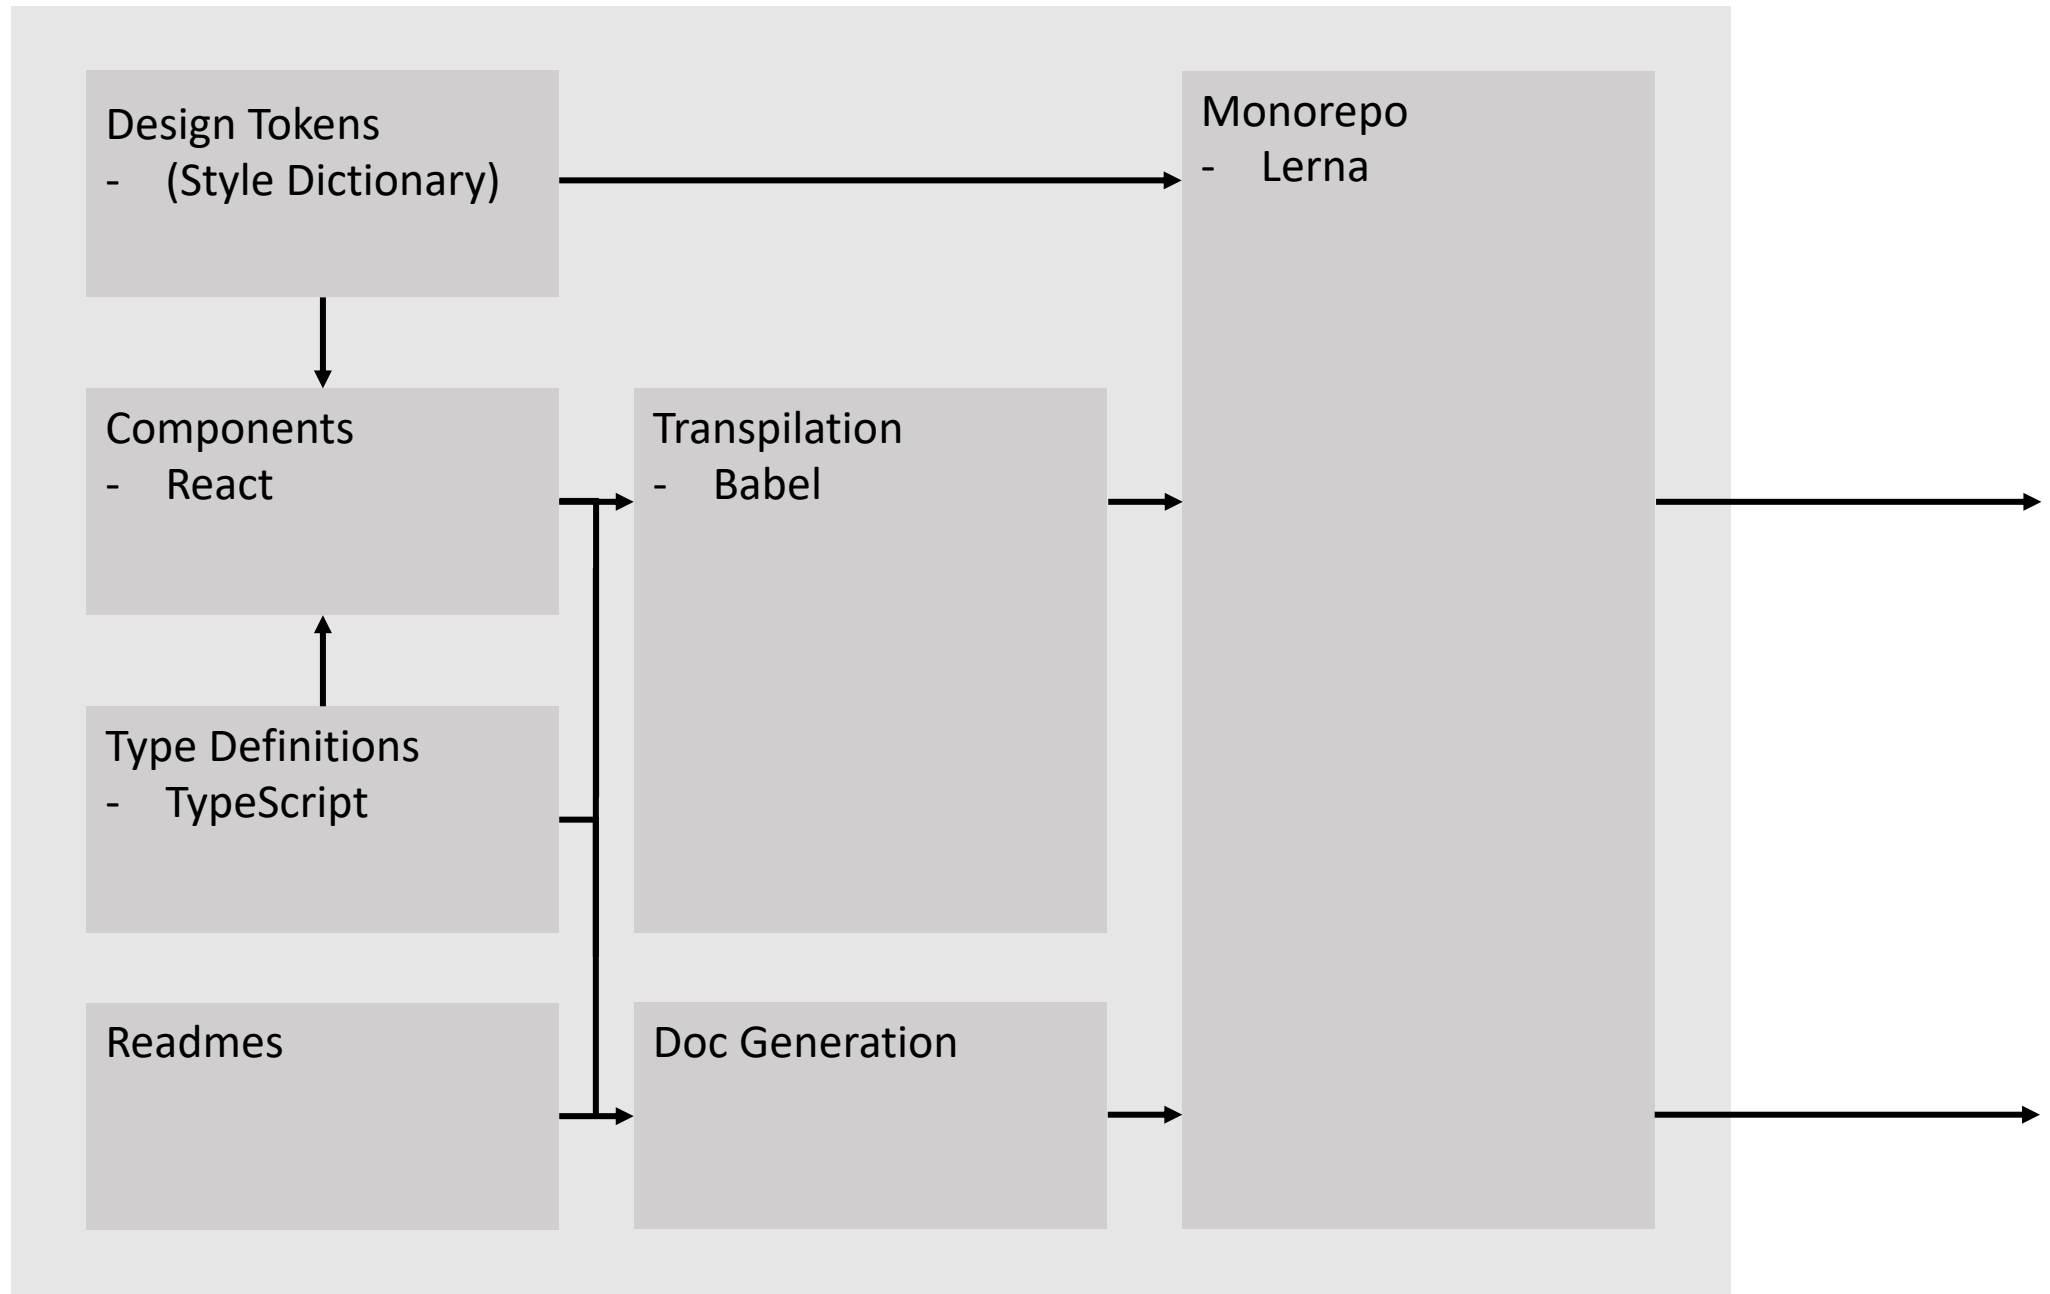 Design Tokens
- (Style Dictionary)
Monorepo
- Lerna
Components
- React
Transpilation
- Babel
Type Definitions
- TypeScript
Readmes
Doc Generation